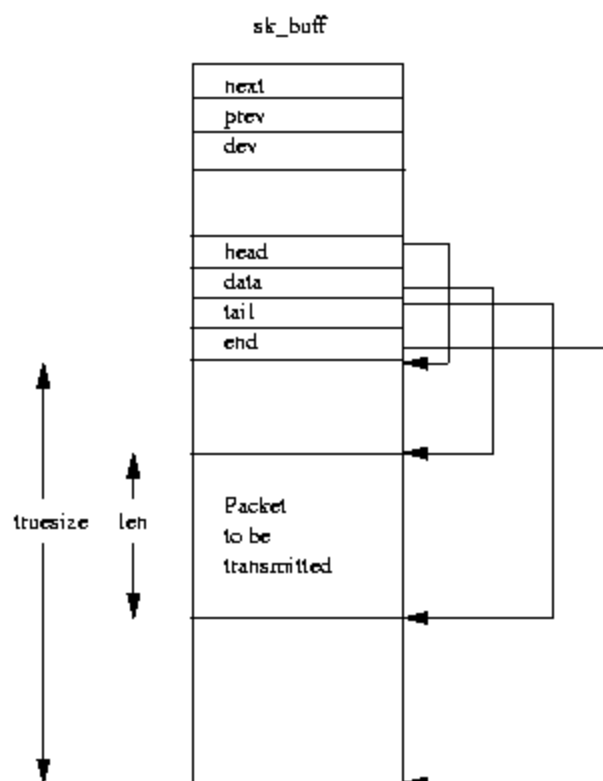 sk_buff
next
prev
dev
head
data
tail
end
truesize
len
Packet
to be
transmitted